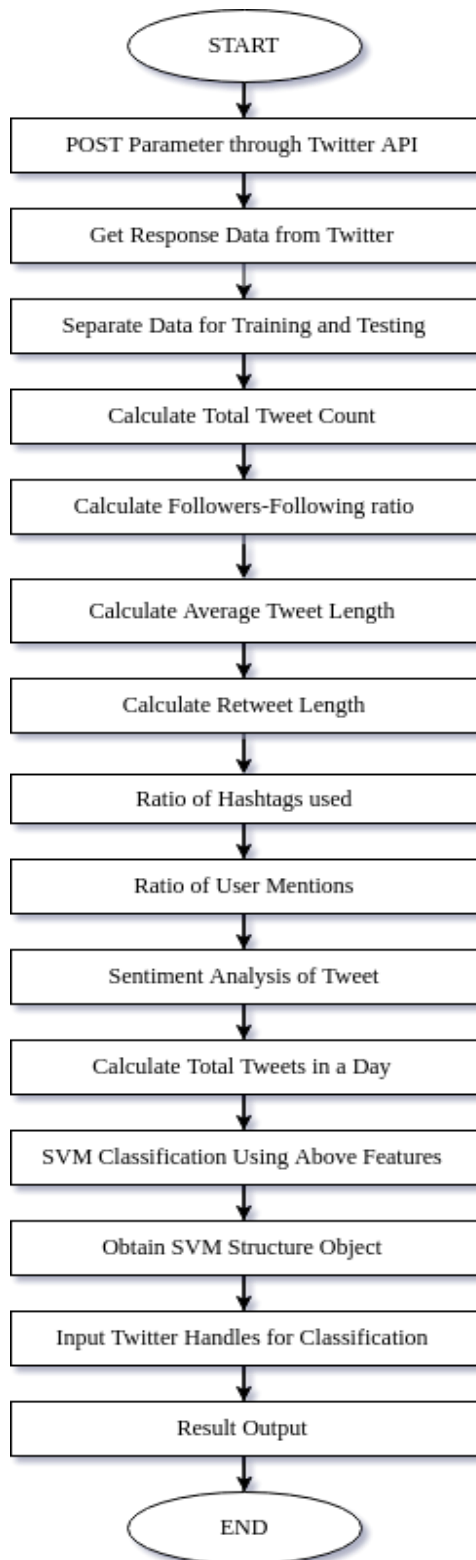 START
POST Parameter through Twitter API
Get Response Data from Twitter
Separate Data for Training and Testing
Calculate Total Tweet Count
Calculate Followers-Following ratio
Calculate Average Tweet Length
Calculate Retweet Length
Ratio of Hashtags used
Ratio of User Mentions
Sentiment Analysis of Tweet
Calculate Total Tweets in a Day
SVM Classification Using Above Features
Obtain SVM Structure Object
Input Twitter Handles for Classification
Result Output
END